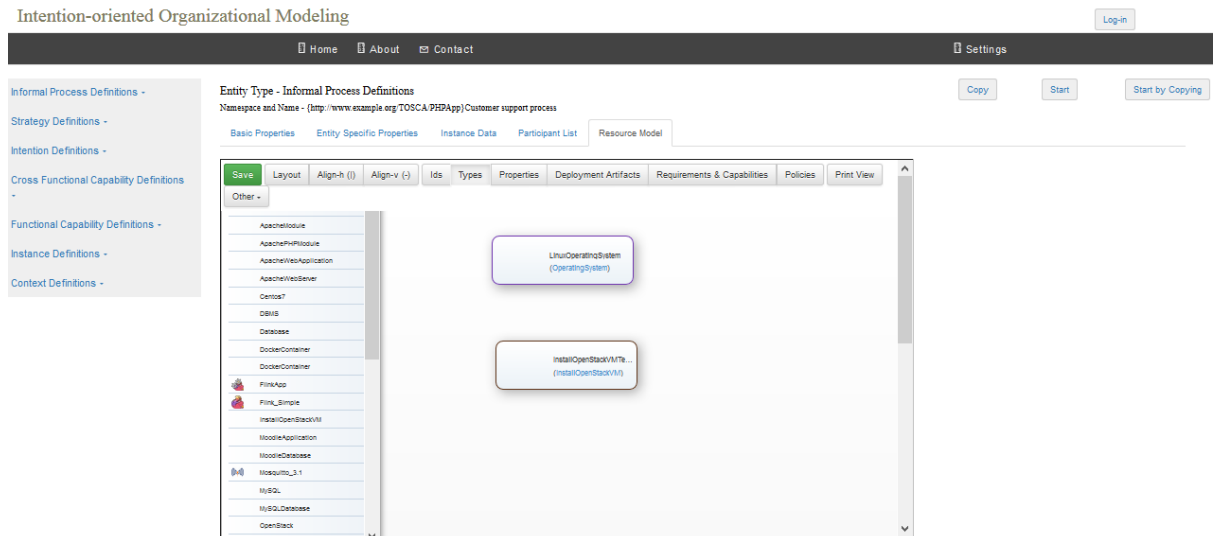 Intention-oriented Organizational Modeling
Log-in
Home About Contact Settings
Informal Process Definitions -
Strategy Definitions -
Intention Definitions -
Cross Functional Capability Definitions
-
Functional Capability Definitions -
Instance Definitions -
Context Definitions -
Entity Type - Informal Process Definitions
Namespace and Name - {http://www.example.org/TOSCA/PHPApp}Customer support process
Copy Start Start by Copying
Basic Properties Entity Specific Properties Instance Data Participant List Resource Model
Save Layout Align-h (|) Align-v (-) Ids Types Properties Deployment Artifacts Requirements & Capabilities Policies Print View
Other
ApacheModule
ApachePHPModule
ApacheWebApplication
ApacheWebServer
Centos7
DBMS
Database
DockerContainer
DockerContainer
FlinkApp
Flink_Simple
InstallOpenStackVM
MoodleApplication
MoodleDatabase
Mosquitto_3.1
MySQL
MySQLDatabase
OpenStack
LinuxOperatingSystem
(OperatingSystem)
InstallOpenStackVMTe...
(InstallOpenStackVM)